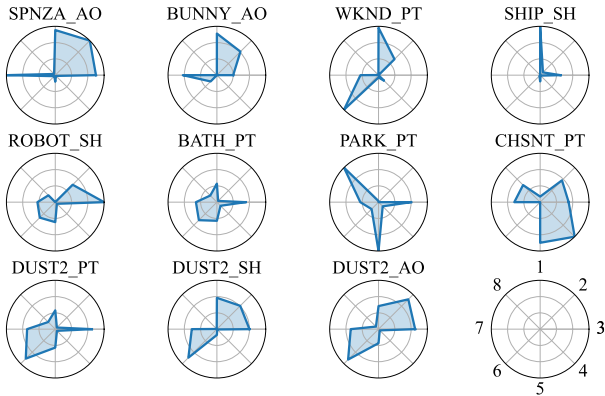 SPNZA_AO BUNNY_AO WKND_PT SHIP_SH
ROBOT_SH BATH_PT PARK_PT CHSNT_PT
DUST2_PT DUST2_SH DUST2_AO 1
8 2
7 3
6 4
5